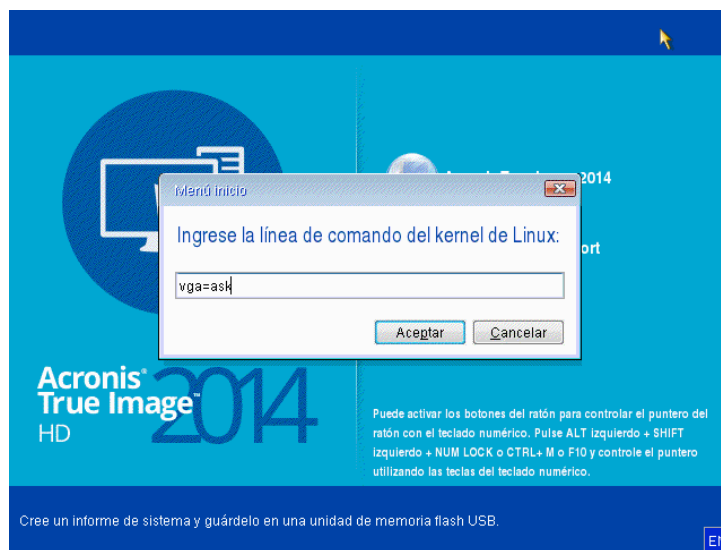 2014
ort
Menú inicio
Ingrese la línea de comando del kernel de Linux:
vga=ask
Aceptar
Cancelar
Acronis®
True Image™
HD
2014
Puede activar los botones del ratón para controlar el puntero del
ratón con el teclado numérico. Pulse ALT izquierdo + SHIFT
izquierdo + NUM LOCK o CTRL+ M o F10 y controle el puntero
utilizando las teclas del teclado numérico.
Cree un informe de sistema y guárdelo en una unidad de memoria flash USB.
EN